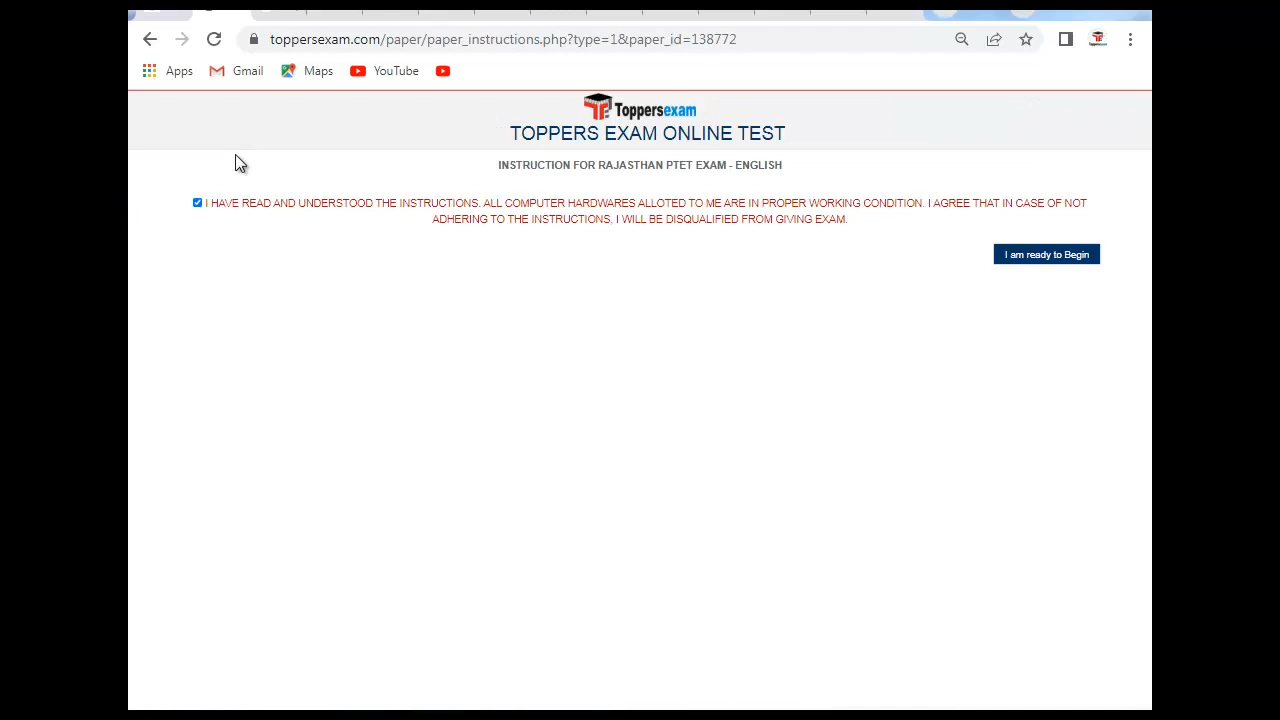 toppersexam.com/paper/paper_instructions.php?type=1&paper_id=138772
Apps Gmail Maps YouTube
Toppersexam
TOPPERS EXAM ONLINE TEST
INSTRUCTION FOR RAJASTHAN PTET EXAM - ENGLISH
I HAVE READ AND UNDERSTOOD THE INSTRUCTIONS. ALL COMPUTER HARDWARES ALLOTED TO ME ARE IN PROPER WORKING CONDITION. I AGREE THAT IN CASE OF NOT
ADHERING TO THE INSTRUCTIONS, I WILL BE DISQUALIFIED FROM GIVING EXAM.
I am ready to Begin